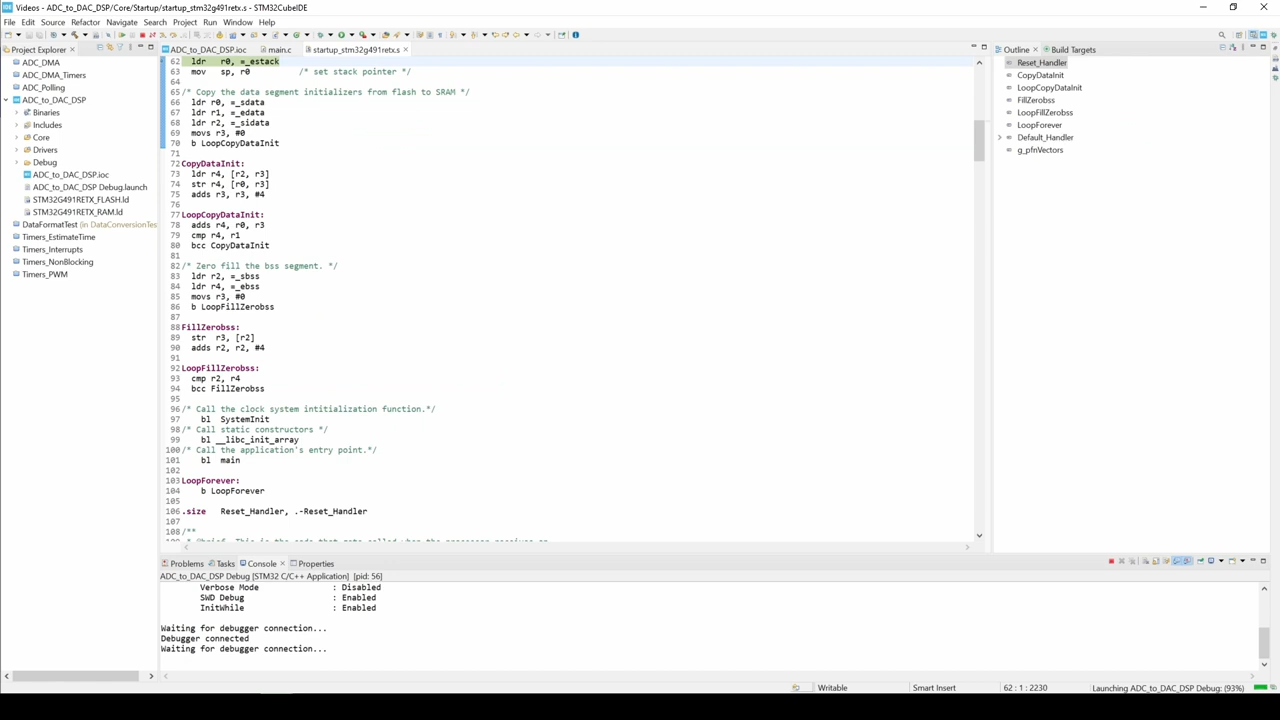 Videos - ADC_to_DAC_DSP/Core/Startup/startup_stm32g491retx.s - STM32CubeIDE
File Edit Source Refactor Navigate Search Project Run Window Help
Project Explorer
ADC_to_DAC_DSP.ioc
main.c
startup_stm32g491retx.s
Outline
Build Targets
ADC_DMA
ADC_DMA_Timers
ADC_Polling
ADC_to_DAC_DSP
Binaries
Includes
Core
Drivers
Debug
ADC_to_DAC_DSP.ioc
ADC_to_DAC_DSP Debug.launch
STM32G491RETX_FLASH.ld
STM32G491RETX_RAM.ld
DataFormatTest (in DataConversionTes
Timers_EstimateTime
Timers_Interrupts
Timers_NonBlocking
Timers_PWM
62 ldr r0, =_estack
63 mov sp, r0 /* set stack pointer */
64
65 /* Copy the data segment initializers from flash to SRAM */
66 ldr r0, =_sdata
67 ldr r1, =_edata
68 ldr r2, =_sidata
69 movs r3, #0
70 b LoopCopyDataInit
71
72 CopyDataInit:
73 ldr r4, [r2, r3]
74 str r4, [r0, r3]
75 adds r3, r3, #4
76
77 LoopCopyDataInit:
78 adds r4, r0, r3
79 cmp r4, r1
80 bcc CopyDataInit
81
82 /* Zero fill the bss segment. */
83 ldr r2, =_sbss
84 ldr r4, =_ebss
85 movs r3, #0
86 b LoopFillZerobss
87
88 FillZerobss:
89 str r3, [r2]
90 adds r2, r2, #4
91
92 LoopFillZerobss:
93 cmp r2, r4
94 bcc FillZerobss
95
96 /* Call the clock system intitialization function.*/
97 bl SystemInit
98 /* Call static constructors */
99 bl __libc_init_array
100 /* Call the application's entry point.*/
101 bl main
102
103 LoopForever:
104 b LoopForever
105
106 .size Reset_Handler, .-Reset_Handler
107
108 /**
Reset_Handler
CopyDataInit
LoopCopyDataInit
FillZerobss
LoopFillZerobss
LoopForever
Default_Handler
g_pfnVectors
Problems Tasks Console Properties
ADC_to_DAC_DSP Debug [STM32 C/C++ Application] [pid: 56]
Verbose Mode : Disabled
SWD Debug : Enabled
InitWhile : Enabled
Waiting for debugger connection...
Debugger connected
Waiting for debugger connection...
Writable
Smart Insert
62 : 1 : 2230
Launching ADC_to_DAC_DSP Debug: (93%)